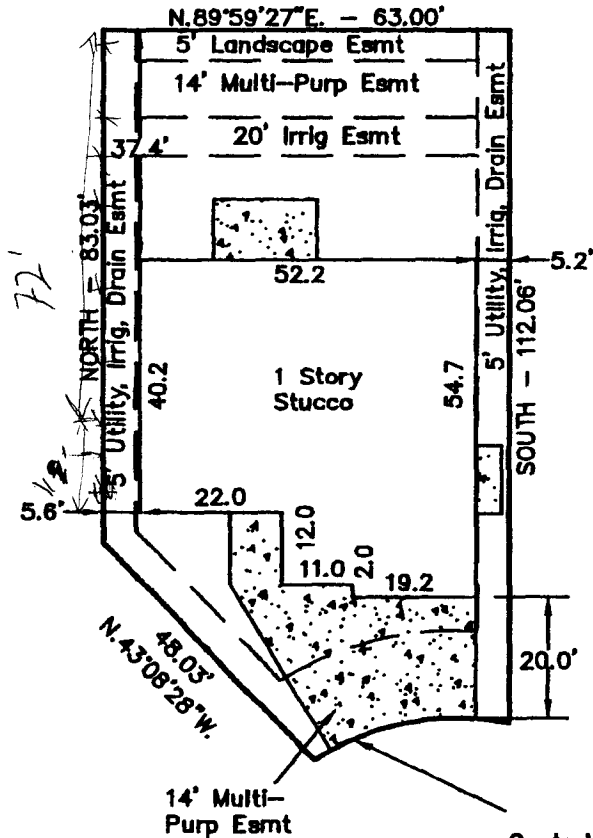 N.89°59'27"E. - 63.00'
5' Landscape Esmt
14' Multi-Purp Esmt
20' Irrig Esmt
37.4'
NORTH - 83.03'
5' Utility, Irrig, Drain Esmt
72'
5' Utility, Irrig, Drain Esmt
SOUTH - 112.06'
52.2
5.2'
40.2
1 Story
Stucco
54.7
5.6'
22.0
12.0
11.0
2.0
19.2
20.0'
48.03'
N.43°08'28"W.
14' Multi-
Purp Esmt